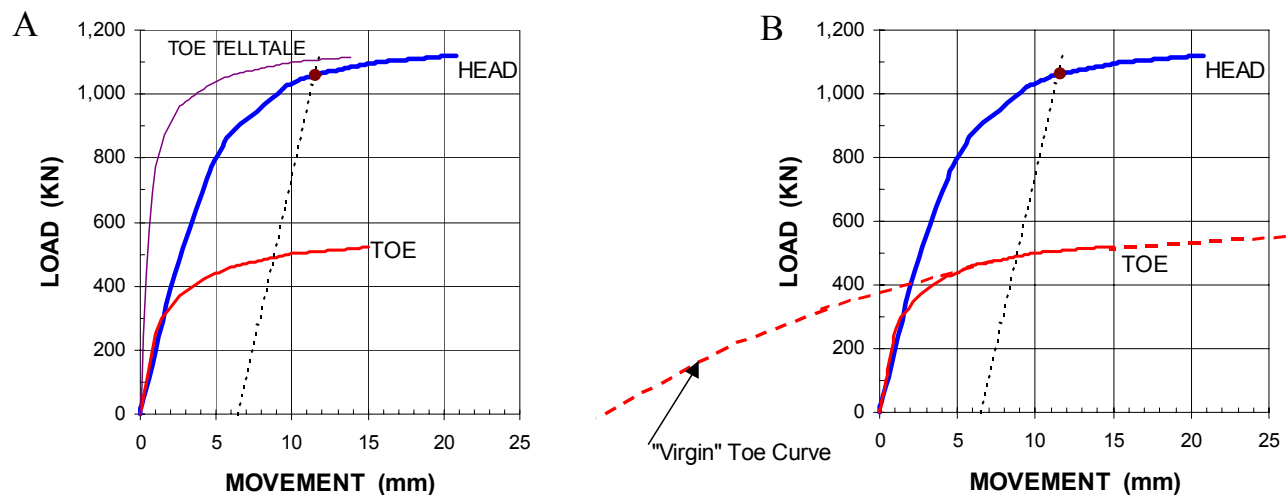 A
1,200
1,000
800
600
400
200
0
LOAD (KN)
TOE TELLTALE
HEAD
TOE
0 5 10 15 20 25
MOVEMENT (mm)
B
1,200
1,000
800
600
400
200
0
LOAD (KN)
HEAD
TOE
"Virgin" Toe Curve
0 5 10 15 20 25
MOVEMENT (mm)